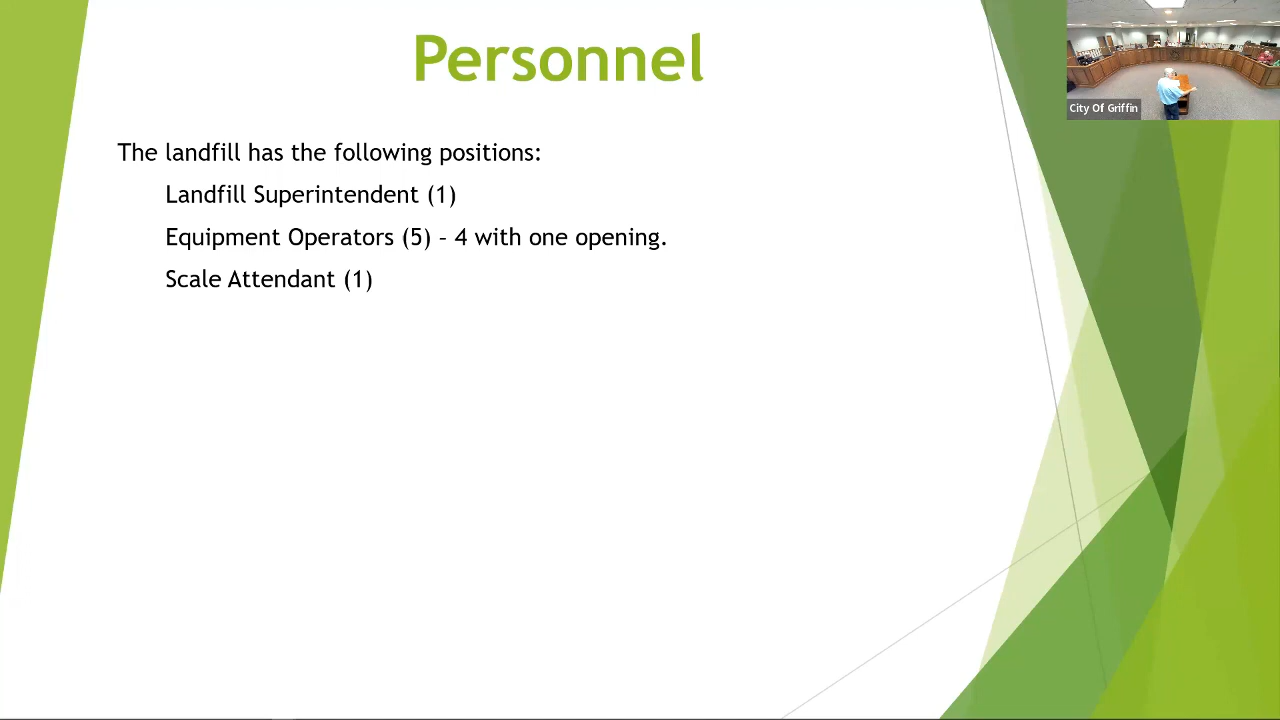 Personnel
City Of Griffin
The landfill has the following positions:
Landfill Superintendent (1)
Equipment Operators (5) – 4 with one opening.
Scale Attendant (1)